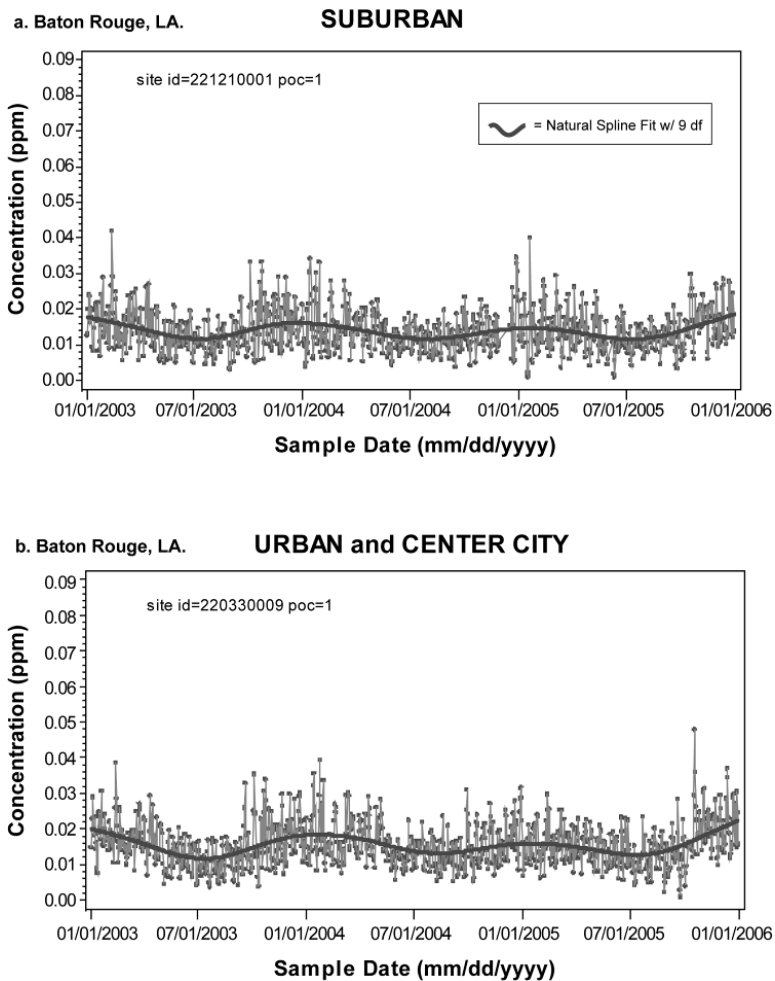 a. Baton Rouge, LA.
SUBURBAN
site id=221210001 poc=1
= Natural Spline Fit w/ 9 df
Concentration (ppm)
0.09
0.08
0.07
0.06
0.05
0.04
0.03
0.02
0.01
0.00
01/01/2003 07/01/2003 01/01/2004 07/01/2004 01/01/2005 07/01/2005 01/01/2006
Sample Date (mm/dd/yyyy)
b. Baton Rouge, LA.
URBAN and CENTER CITY
site id=220330009 poc=1
Concentration (ppm)
0.09
0.08
0.07
0.06
0.05
0.04
0.03
0.02
0.01
0.00
01/01/2003 07/01/2003 01/01/2004 07/01/2004 01/01/2005 07/01/2005 01/01/2006
Sample Date (mm/dd/yyyy)